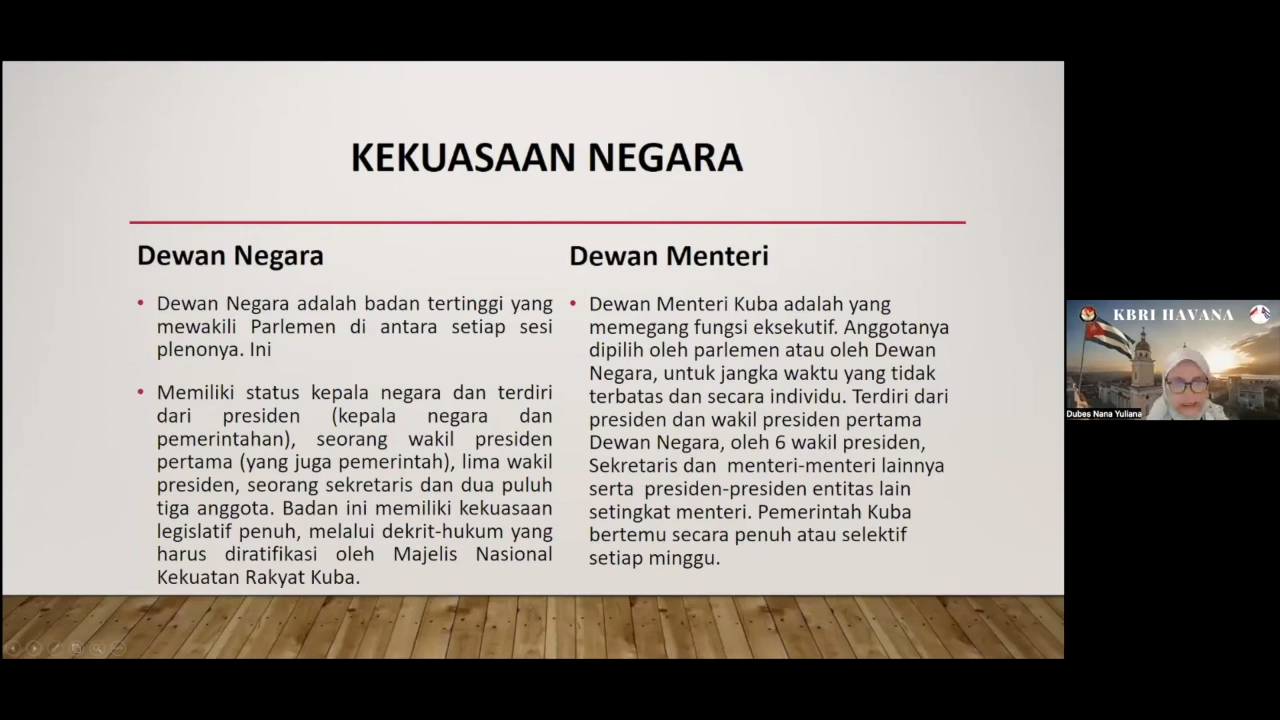 KEKUASAAN NEGARA
Dewan Negara
• Dewan Negara adalah badan tertinggi yang
mewakili Parlemen di antara setiap sesi
plenonya. Ini
• Memiliki status kepala negara dan terdiri
dari presiden (kepala negara dan
pemerintahan), seorang wakil presiden
pertama (yang juga pemerintah), lima wakil
presiden, seorang sekretaris dan dua puluh
tiga anggota. Badan ini memiliki kekuasaan
legislatif penuh, melalui dekrit-hukum yang
harus diratifikasi oleh Majelis Nasional
Kekuatan Rakyat Kuba.
Dewan Menteri
• Dewan Menteri Kuba adalah yang
memegang fungsi eksekutif. Anggotanya
dipilih oleh parlemen atau oleh Dewan
Negara, untuk jangka waktu yang tidak
terbatas dan secara individu. Terdiri dari
presiden dan wakil presiden pertama
Dewan Negara, oleh 6 wakil presiden,
Sekretaris dan menteri-menteri lainnya
serta presiden-presiden entitas lain
setingkat menteri. Pemerintah Kuba
bertemu secara penuh atau selektif
setiap minggu.
KBRI HAVANA
Dubes Nana Yuliana